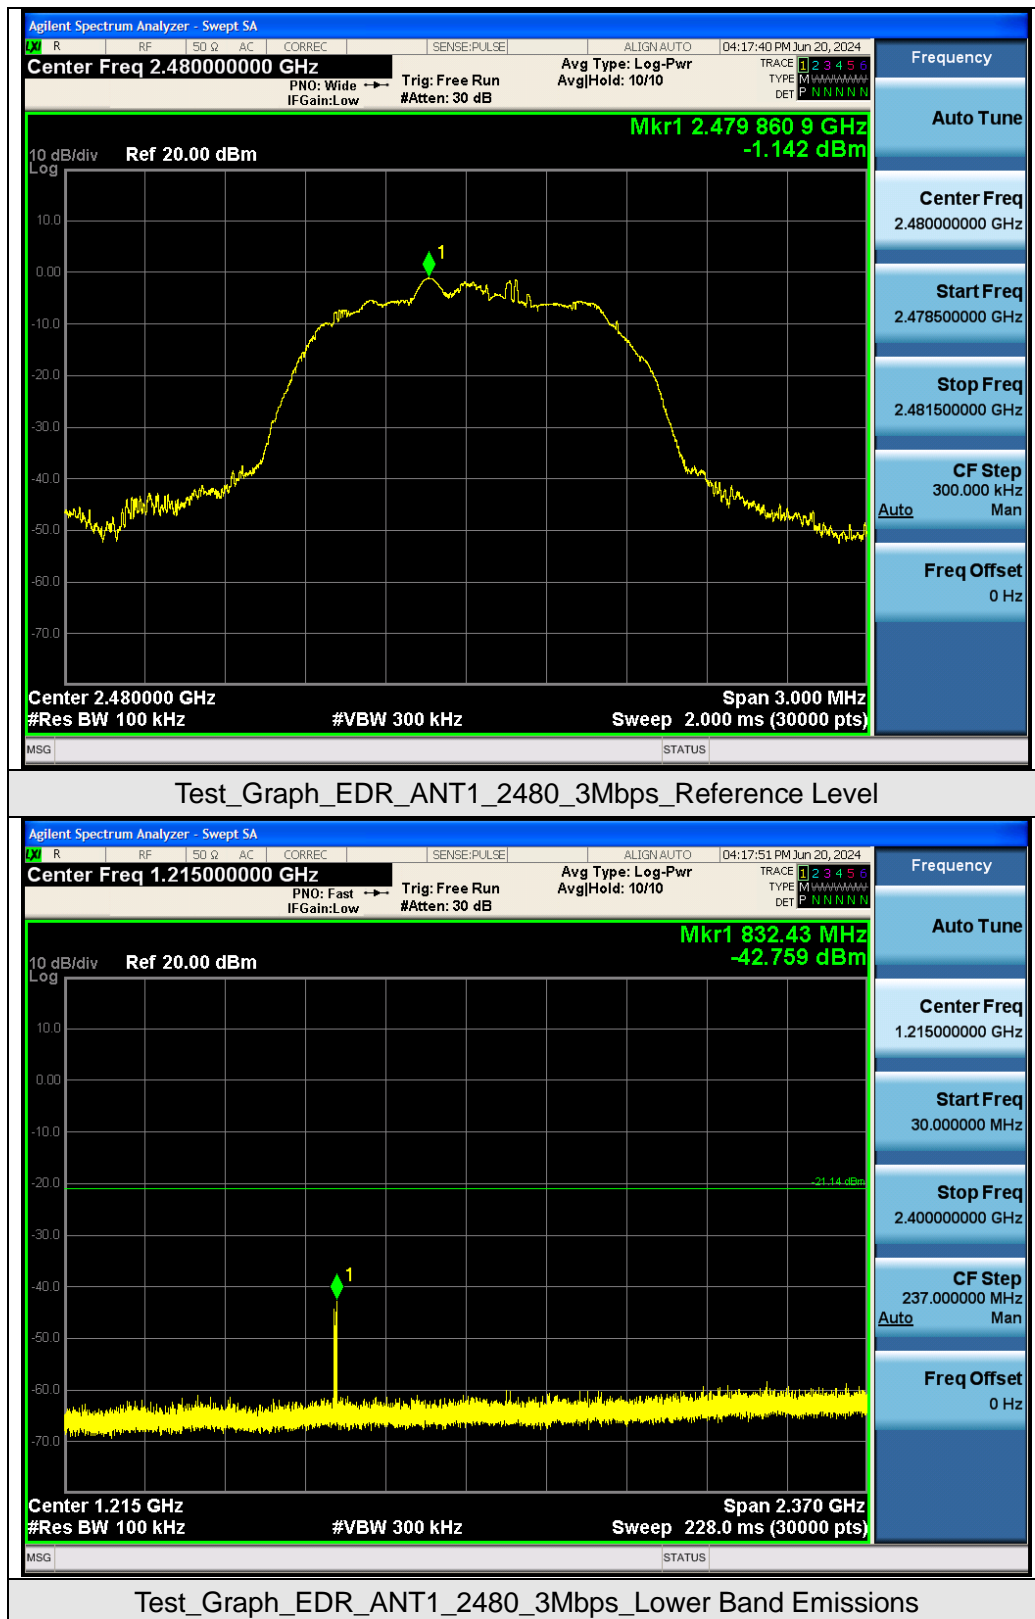 Agilent Spectrum Analyzer - Swept SA
LXI R RF 50 Ω AC CORREC SENSE:PULSE ALIGN AUTO 04:17:40 PM Jun 20, 2024
Center Freq 2.480000000 GHz
PNO: Wide
IFGain:Low
Trig: Free Run
#Atten: 30 dB
Avg Type: Log-Pwr
Avg|Hold: 10/10
TRACE 1 2 3 4 5 6
TYPE M W W W W W
DET P N N N N N
Mkr1 2.479 860 9 GHz
-1.142 dBm
10 dB/div Ref 20.00 dBm
Log
10.0
0.00
-10.0
-20.0
-30.0
-40.0
-50.0
-60.0
-70.0
1
Center 2.480000 GHz Span 3.000 MHz
#Res BW 100 kHz #VBW 300 kHz Sweep 2.000 ms (30000 pts)
MSG STATUS
Frequency
Auto Tune
Center Freq
2.480000000 GHz
Start Freq
2.478500000 GHz
Stop Freq
2.481500000 GHz
CF Step
300.000 kHz
Auto Man
Freq Offset
0 Hz
Test_Graph_EDR_ANT1_2480_3Mbps_Reference Level
Agilent Spectrum Analyzer - Swept SA
LXI R RF 50 Ω AC CORREC SENSE:PULSE ALIGN AUTO 04:17:51 PM Jun 20, 2024
Center Freq 1.215000000 GHz
PNO: Fast
IFGain:Low
Trig: Free Run
#Atten: 30 dB
Avg Type: Log-Pwr
Avg|Hold: 10/10
TRACE 1 2 3 4 5 6
TYPE M W W W W W
DET P N N N N N
Mkr1 832.43 MHz
-42.759 dBm
10 dB/div Ref 20.00 dBm
Log
10.0
0.00
-10.0
-20.0
-30.0
-40.0
-50.0
-60.0
-70.0
-21.14 dBm
1
Center 1.215 GHz Span 2.370 GHz
#Res BW 100 kHz #VBW 300 kHz Sweep 228.0 ms (30000 pts)
MSG STATUS
Frequency
Auto Tune
Center Freq
1.215000000 GHz
Start Freq
30.000000 MHz
Stop Freq
2.400000000 GHz
CF Step
237.000000 MHz
Auto Man
Freq Offset
0 Hz
Test_Graph_EDR_ANT1_2480_3Mbps_Lower Band Emissions